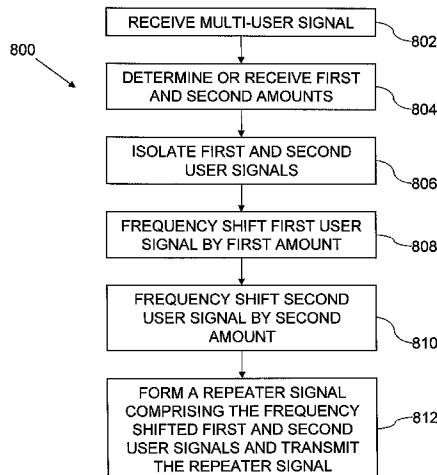 RECEIVE MULTI-USER SIGNAL
802
800
DETERMINE OR RECEIVE FIRST
AND SECOND AMOUNTS
804
ISOLATE FIRST AND SECOND
USER SIGNALS
806
FREQUENCY SHIFT FIRST USER
SIGNAL BY FIRST AMOUNT
808
FREQUENCY SHIFT SECOND
USER SIGNAL BY SECOND
AMOUNT
810
FORM A REPEATER SIGNAL
COMPRISING THE FREQUENCY
SHIFTED FIRST AND SECOND
USER SIGNALS AND TRANSMIT
THE REPEATER SIGNAL
812